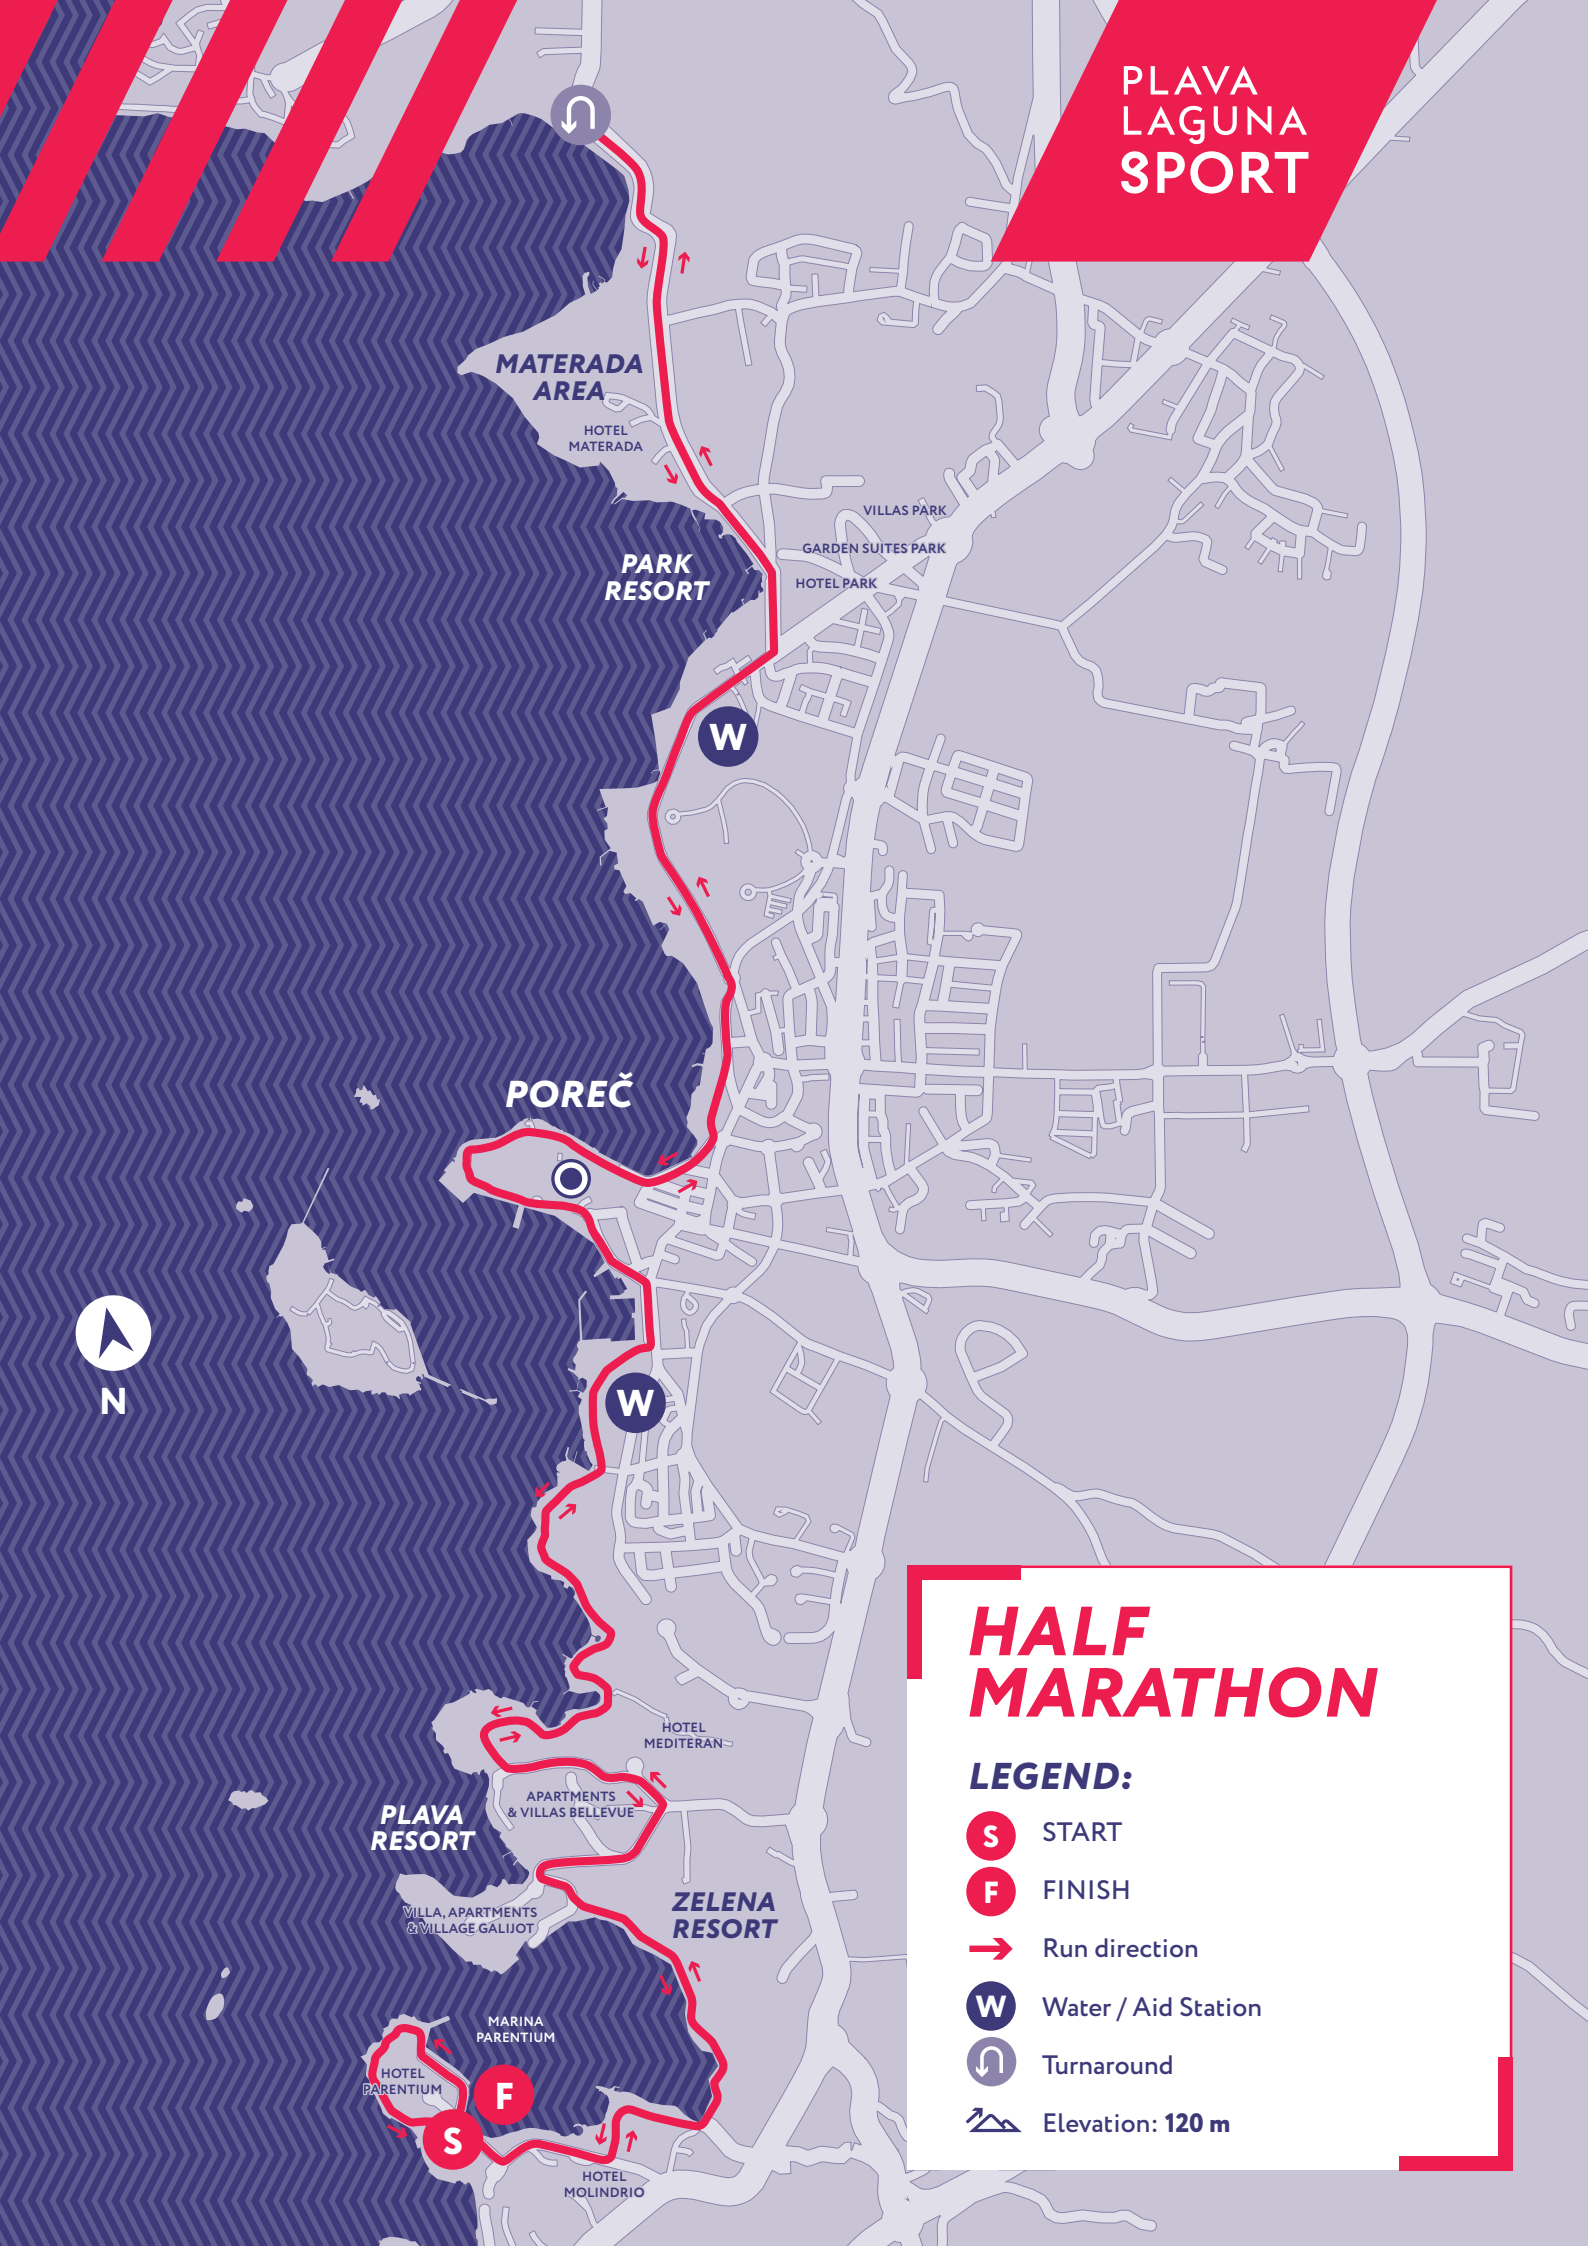 PLAVA
LAGUNA
SPORT
MATERADA
AREA
HOTEL
MATERADA
VILLAS PARK
GARDEN SUITES PARK
HOTEL PARK
PARK
RESORT
W
POREČ
N
W
HOTEL
MEDITERAN
APARTMENTS
& VILLAS BELLEVUE
PLAVA
RESORT
ZELENA
RESORT
VILLA, APARTMENTS
& VILLAGE GALIJOT
MARINA
PARENTIUM
HOTEL
PARENTIUM
F
S
HOTEL
MOLINDRIO
HALF
MARATHON
LEGEND:
S START
F FINISH
Run direction
W Water / Aid Station
Turnaround
Elevation: 120 m